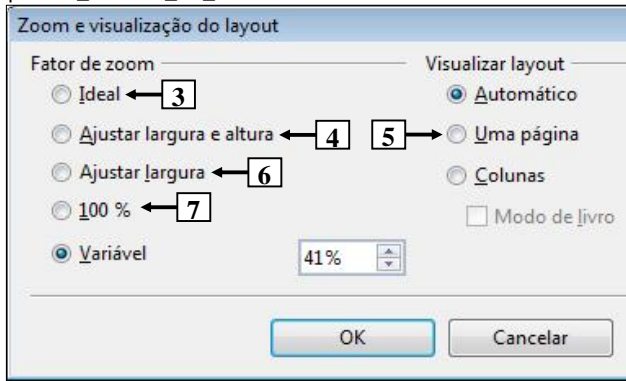 Zoom e visualização do layout
Fator de zoom
Visualizar layout
Ideal 3
Automático
Ajustar largura e altura 4
5 Uma página
Ajustar largura 6
Colunas
100 % 7
Modo de livro
Variável 41%
OK
Cancelar